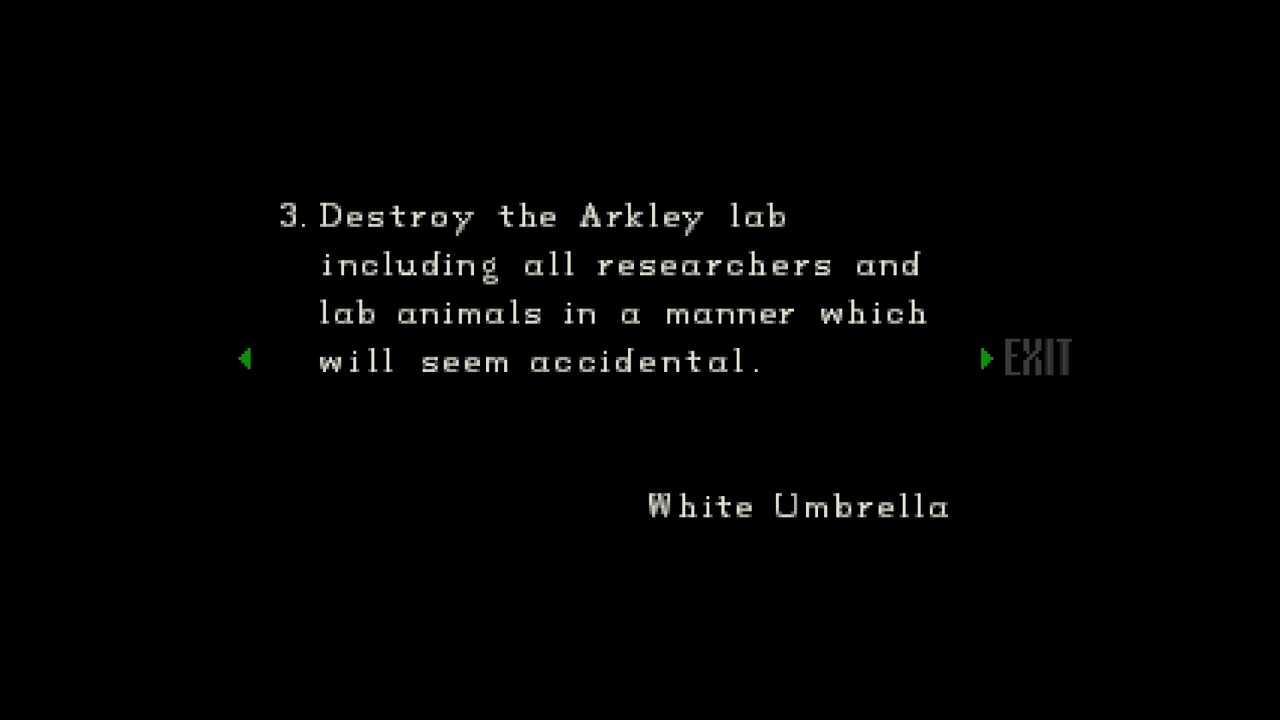 3. Destroy the Arkley lab
including all researchers and
lab animals in a manner which
will seem accidental.
EXIT
White Umbrella